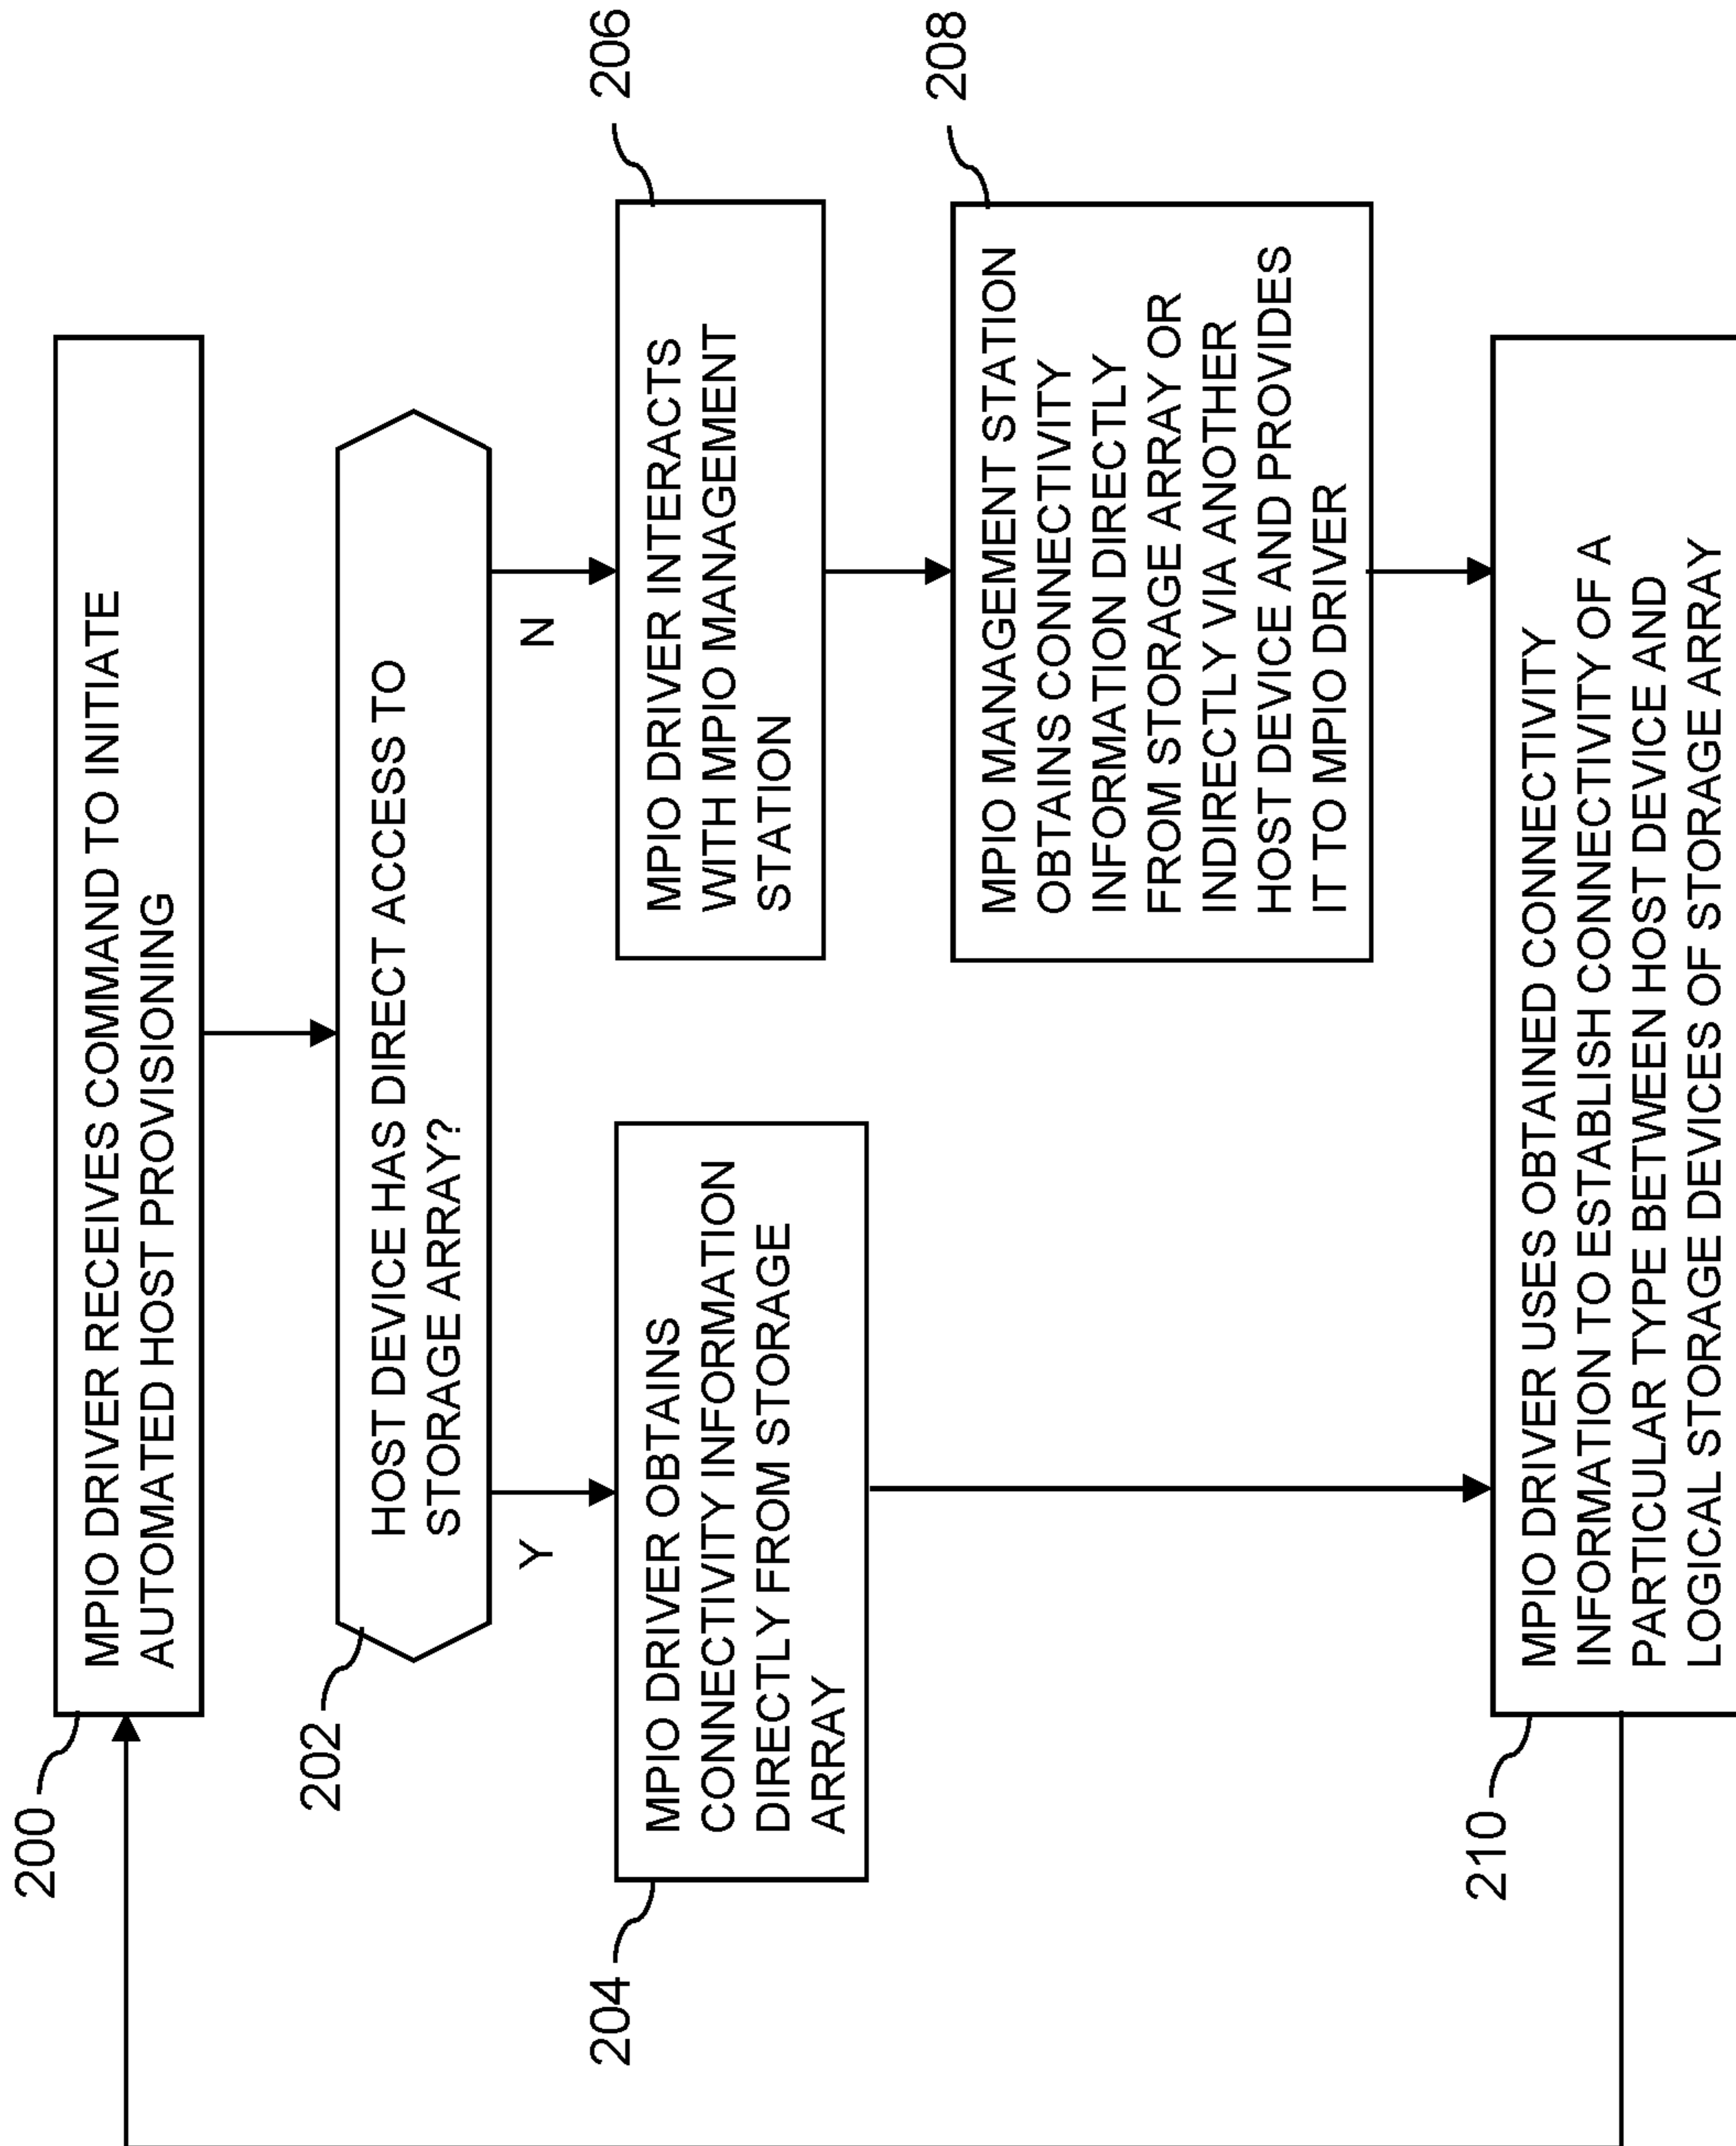 200
MPIO DRIVER RECEIVES COMMAND TO INITIATE
AUTOMATED HOST PROVISIONING
202
HOST DEVICE HAS DIRECT ACCESS TO
STORAGE ARRAY?
Y
N
204
MPIO DRIVER OBTAINS
CONNECTIVITY INFORMATION
DIRECTLY FROM STORAGE
ARRAY
206
MPIO DRIVER INTERACTS
WITH MPIO MANAGEMENT
STATION
208
MPIO MANAGEMENT STATION
OBTAINS CONNECTIVITY
INFORMATION DIRECTLY
FROM STORAGE ARRAY OR
INDIRECTLY VIA ANOTHER
HOST DEVICE AND PROVIDES
IT TO MPIO DRIVER
210
MPIO DRIVER USES OBTAINED CONNECTIVITY
INFORMATION TO ESTABLISH CONNECTIVITY OF A
PARTICULAR TYPE BETWEEN HOST DEVICE AND
LOGICAL STORAGE DEVICES OF STORAGE ARRAY